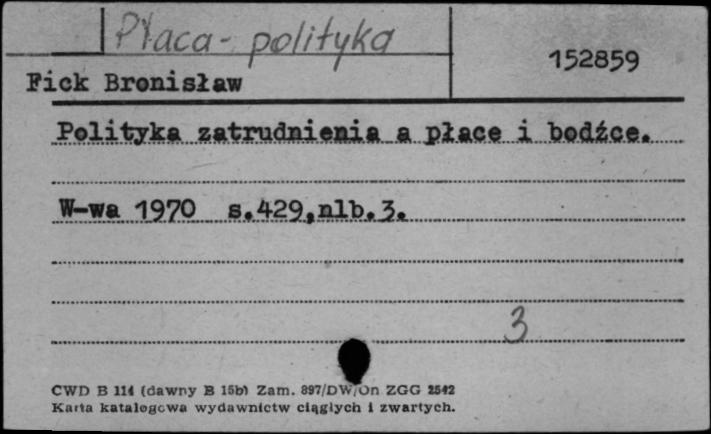 Płaca - polityka
152859
Fick Bronisław
Polityka zatrudnienia a płace i bodźce.
W-wa 1970 s.429,nlb.3.
3
CWD B 114 (dawny B 15b) Zam. 897/DW/On ZGG 2542
Karta katalogowa wydawnictw ciągłych i zwartych.